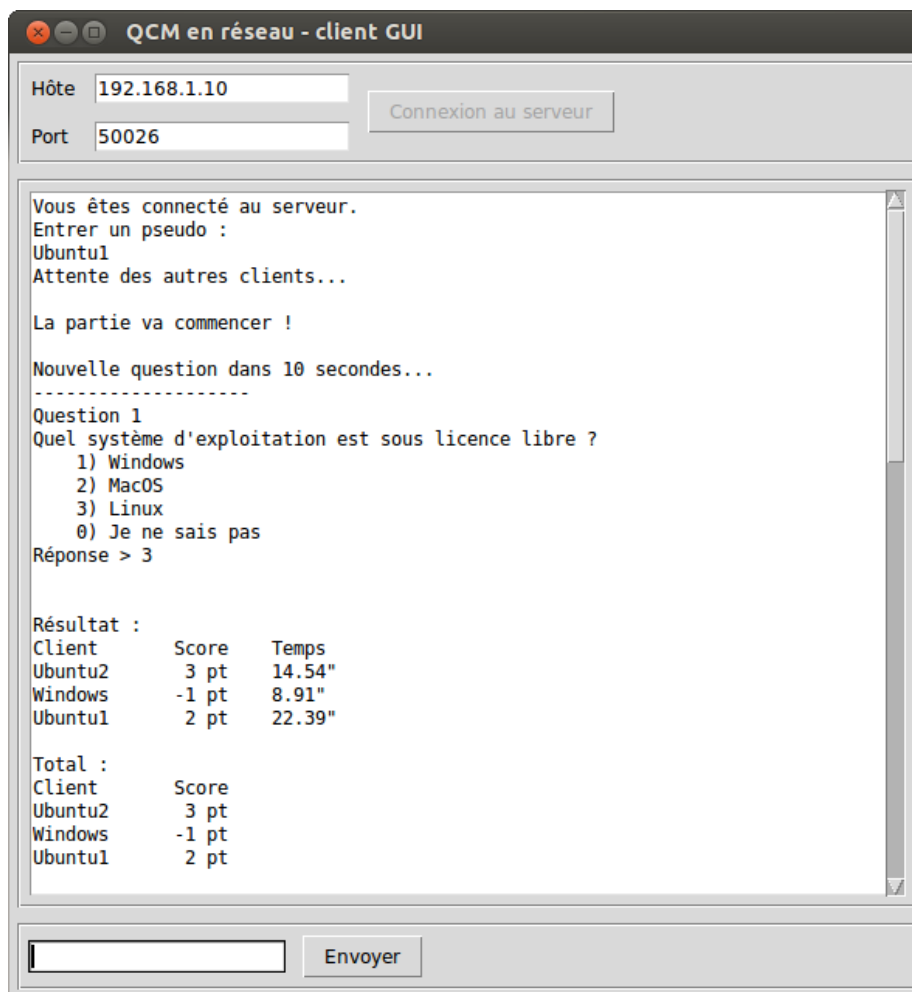 QCM en réseau - client GUI
Hôte 192.168.1.10
Connexion au serveur
Port 50026
Vous êtes connecté au serveur.
Entrer un pseudo :
Ubuntu1
Attente des autres clients...
La partie va commencer !
Nouvelle question dans 10 secondes...
--------------------
Question 1
Quel système d'exploitation est sous licence libre ?
1) Windows
2) MacOS
3) Linux
0) Je ne sais pas
Réponse > 3
Résultat :
Client Score Temps
Ubuntu2 3 pt 14.54"
Windows -1 pt 8.91"
Ubuntu1 2 pt 22.39"
Total :
Client Score
Ubuntu2 3 pt
Windows -1 pt
Ubuntu1 2 pt
Envoyer